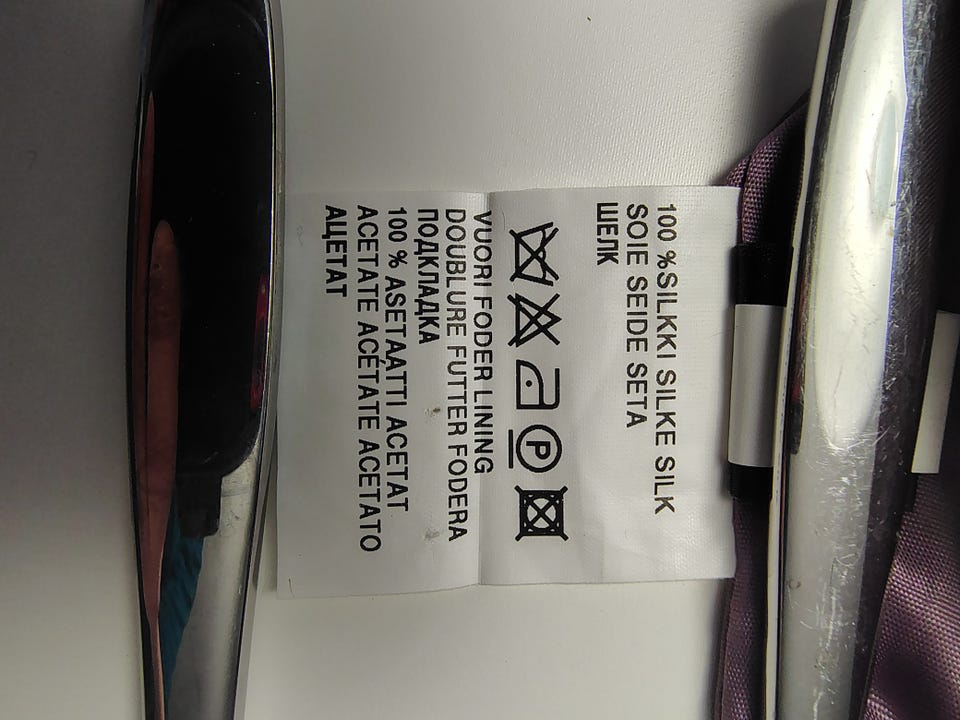 100 %SILKKI SILKE SILK
SOIE SEIDE SETA
ШЕЛК
P
VUORI FODER LINING
DOUBLURE FUTTER FODERA
ПОДКЛАДКА
100 % ASETAATTI ACETAT
ACETATE ACÉTATE ACETATO
АЦЕТАТ